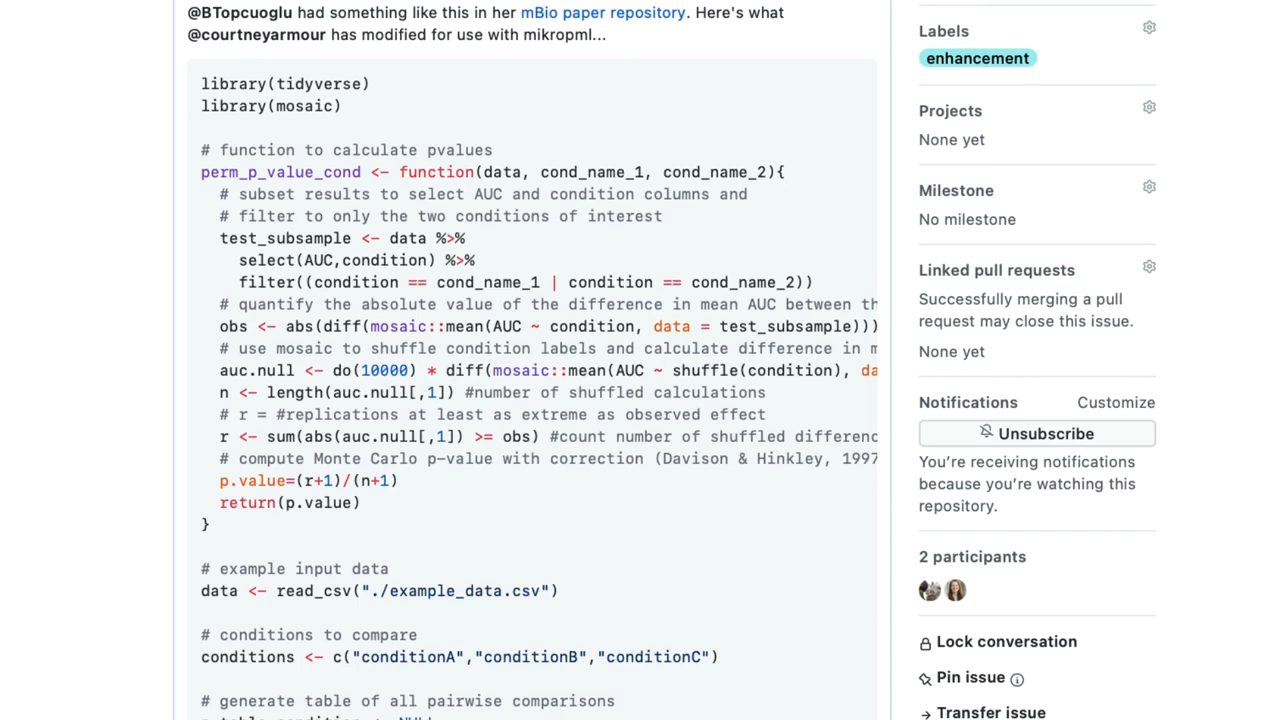 @BTopcuoglu had something like this in her mBio paper repository. Here's what
@courtneyarmour has modified for use with mikropml...
library(tidyverse)
library(mosaic)
# function to calculate pvalues
perm_p_value_cond <- function(data, cond_name_1, cond_name_2){
  # subset results to select AUC and condition columns and
  # filter to only the two conditions of interest
  test_subsample <- data %>%
    select(AUC,condition) %>%
    filter((condition == cond_name_1 | condition == cond_name_2))
  # quantify the absolute value of the difference in mean AUC between th
  obs <- abs(diff(mosaic::mean(AUC ~ condition, data = test_subsample)))
  # use mosaic to shuffle condition labels and calculate difference in m
  auc.null <- do(10000) * diff(mosaic::mean(AUC ~ shuffle(condition), da
  n <- length(auc.null[,1]) #number of shuffled calculations
  # r = #replications at least as extreme as observed effect
  r <- sum(abs(auc.null[,1]) >= obs) #count number of shuffled differenc
  # compute Monte Carlo p-value with correction (Davison & Hinkley, 1997
  p.value=(r+1)/(n+1)
  return(p.value)
}
# example input data
data <- read_csv("./example_data.csv")
# conditions to compare
conditions <- c("conditionA","conditionB","conditionC")
# generate table of all pairwise comparisons
Labels
enhancement
Projects
None yet
Milestone
No milestone
Linked pull requests
Successfully merging a pull
request may close this issue.
None yet
Notifications Customize
Unsubscribe
You're receiving notifications
because you're watching this
repository.
2 participants
Lock conversation
Pin issue
Transfer issue